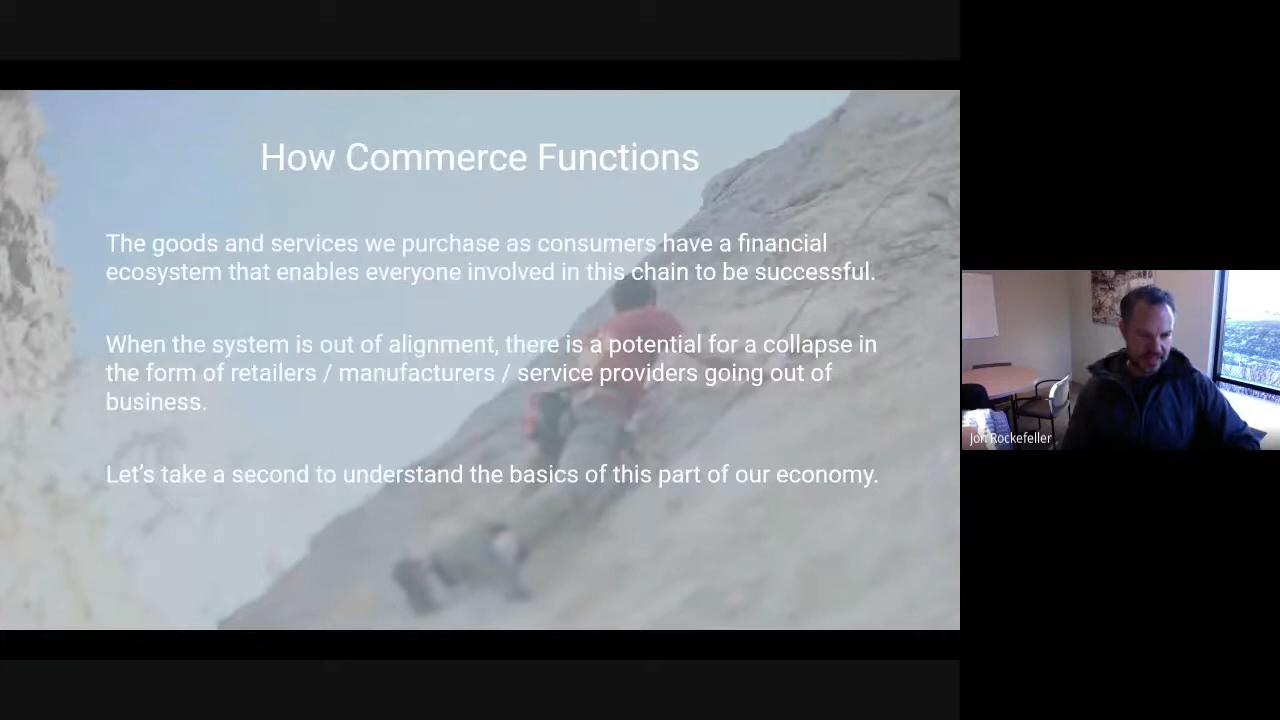 How Commerce Functions
The goods and services we purchase as consumers have a financial
ecosystem that enables everyone involved in this chain to be successful.
When the system is out of alignment, there is a potential for a collapse in
the form of retailers / manufacturers / service providers going out of
business.
Let’s take a second to understand the basics of this part of our economy.
Jon Rockefeller